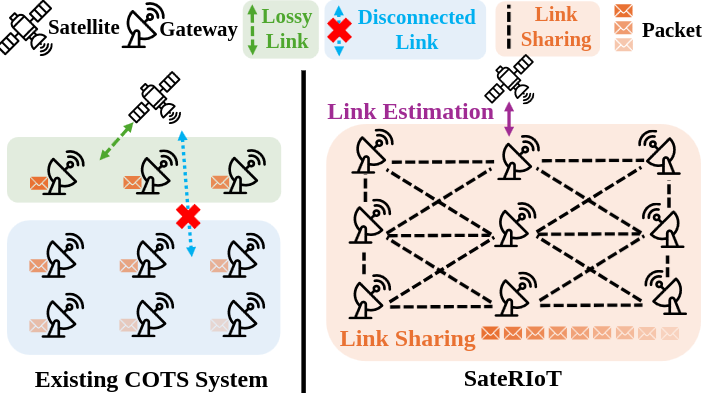 Satellite
Gateway
Lossy
Link
Disconnected
Link
Link
Sharing
Packet
Link Estimation
Link Sharing
Existing COTS System
SateRIoT